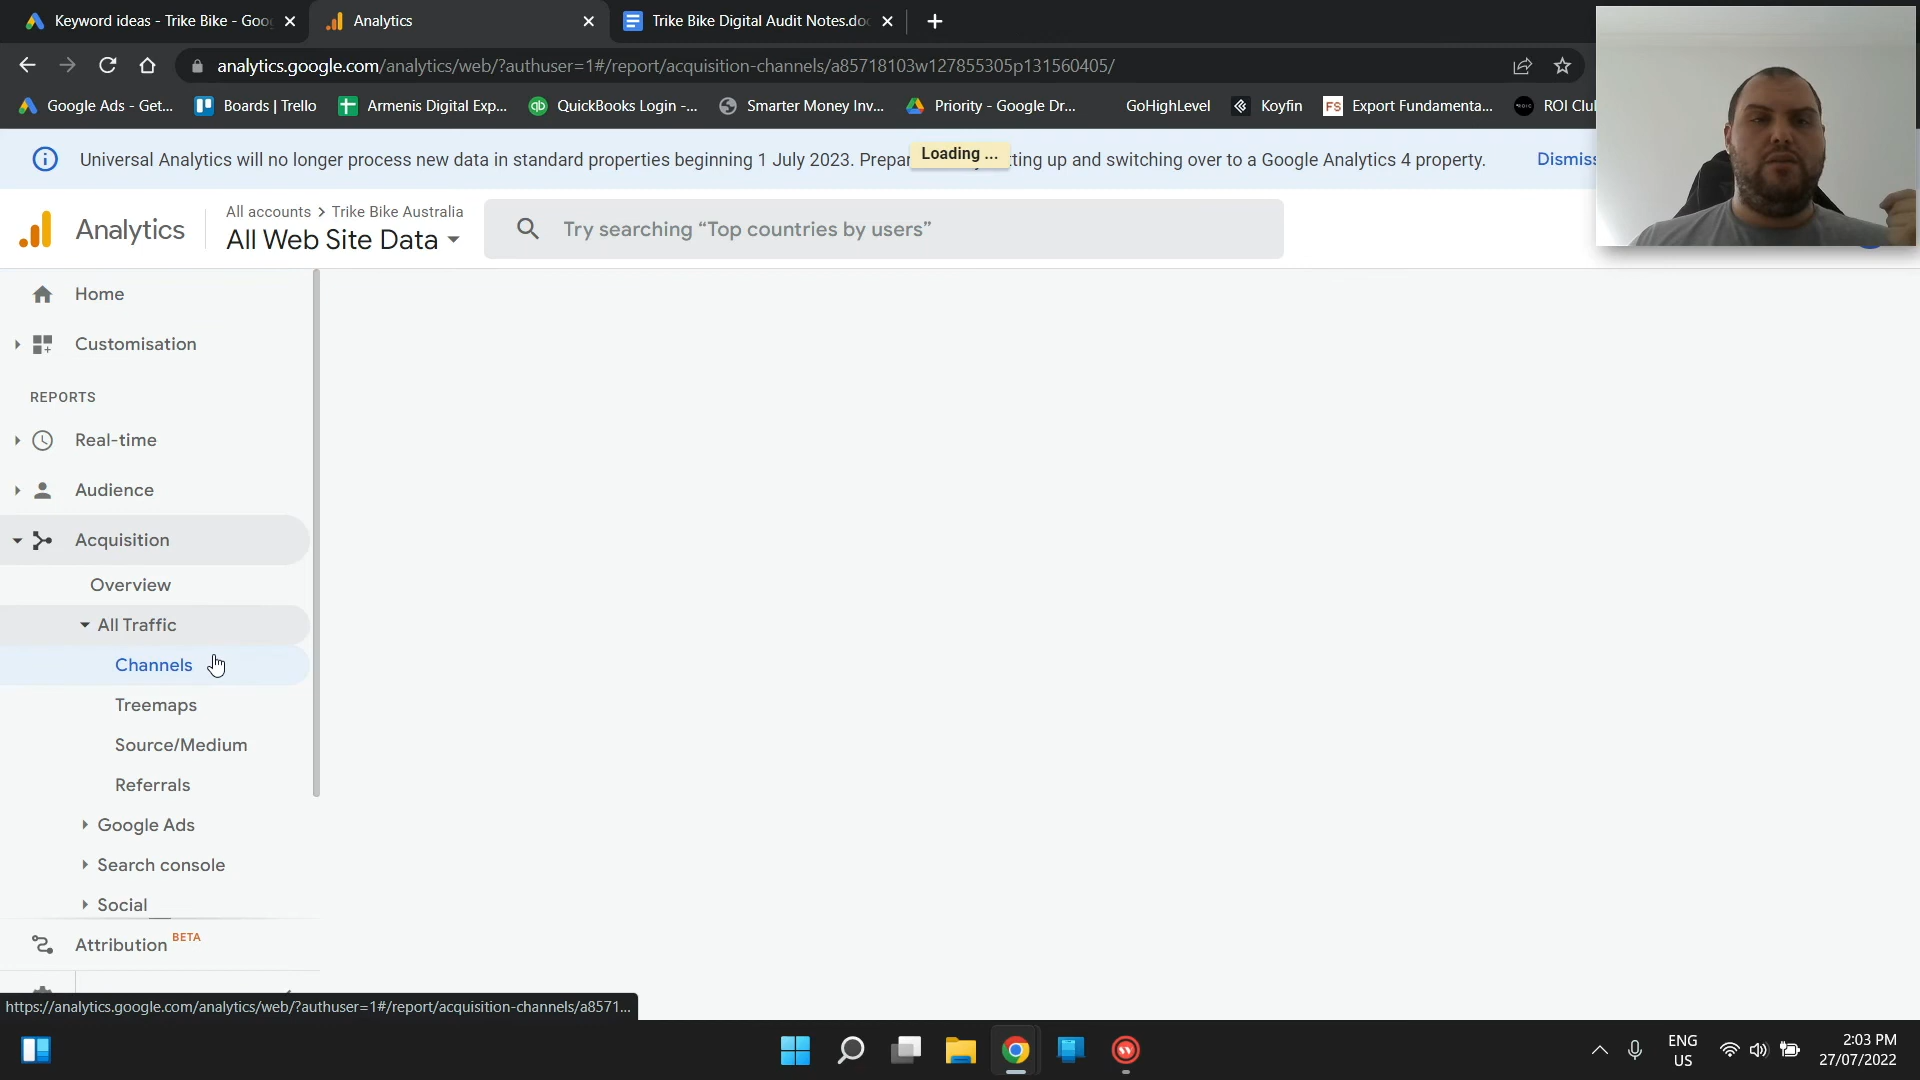 Keyword ideas - Trike Bike - Goo
Analytics
Trike Bike Digital Audit Notes.do
analytics.google.com/analytics/web/?authuser=1#/report/acquisition-channels/a85718103w127855305p131560405/
Google Ads - Get...
Boards | Trello
Armenis Digital Exp...
QuickBooks Login -...
Smarter Money Inv...
Priority - Google Dr...
GoHighLevel
Koyfin
FS
Export Fundamenta...
ROI Clu
Universal Analytics will no longer process new data in standard properties beginning 1 July 2023. Prepar
Loading ...
ting up and switching over to a Google Analytics 4 property.
Dismiss
Analytics
All accounts > Trike Bike Australia
All Web Site Data
Try searching “Top countries by users”
Home
Customisation
REPORTS
Real-time
Audience
Acquisition
Overview
All Traffic
Channels
Treemaps
Source/Medium
Referrals
Google Ads
Search console
Social
Attribution BETA
https://analytics.google.com/analytics/web/?authuser=1#/report/acquisition-channels/a8571...
ENG
US
2:03 PM
27/07/2022